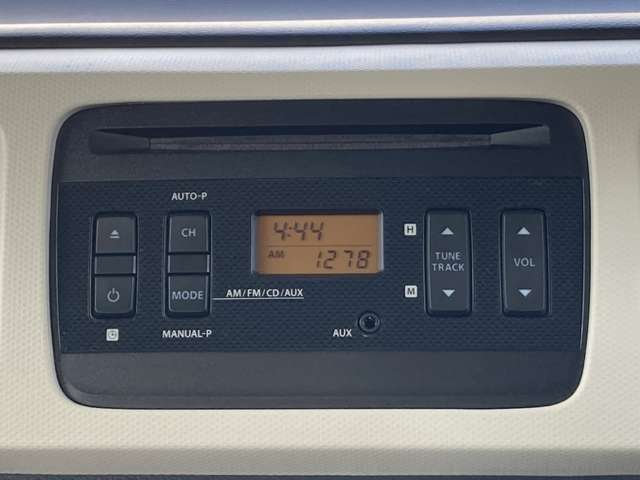 AUTO-P
CH
4:44
AM 1278
H
TUNE
TRACK
VOL
MODE
AM/FM/CD/AUX
M
MANUAL-P
AUX